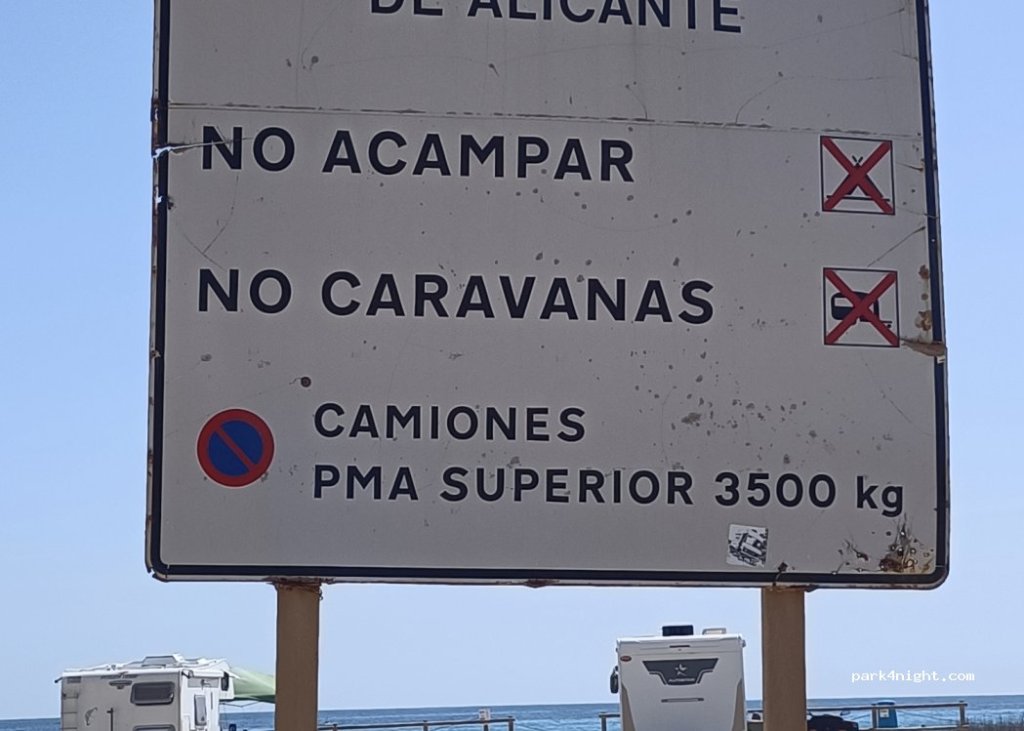 DE ALICANTE
NO ACAMPAR
NO CARAVANAS
CAMIONES
PMA SUPERIOR 3500 kg
park4night.com